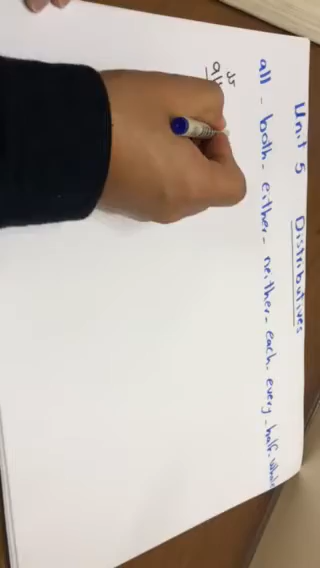 Unit 5 Distributives
all - both - either - neither - each - every - half - whole